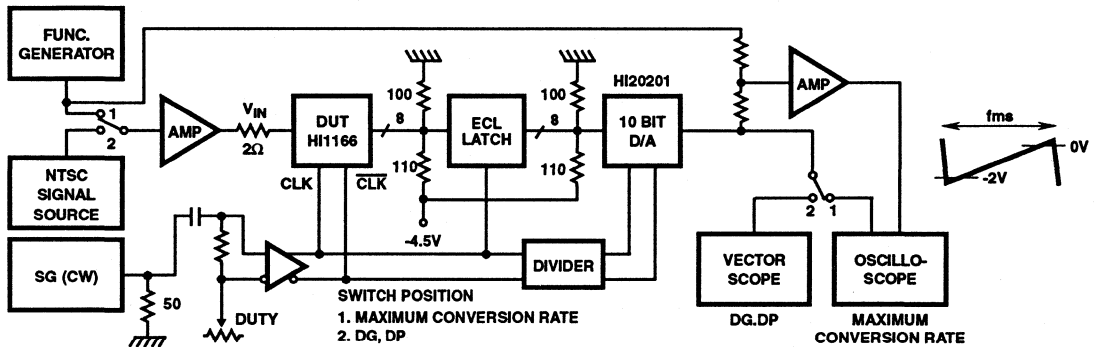 FUNC.
GENERATOR
1
2
NTSC
SIGNAL
SOURCE
SG (CW)
50
AMP
VIN
2Ω
DUT
HI1166
CLK
CLK
8
100
110
-4.5V
ECL
LATCH
8
100
110
HI20201
10 BIT
D/A
DIVIDER
DUTY
SWITCH POSITION
1. MAXIMUM CONVERSION RATE
2. DG, DP
AMP
2 1
VECTOR
SCOPE
DG.DP
OSCILLO-
SCOPE
MAXIMUM
CONVERSION RATE
fms
0V
-2V